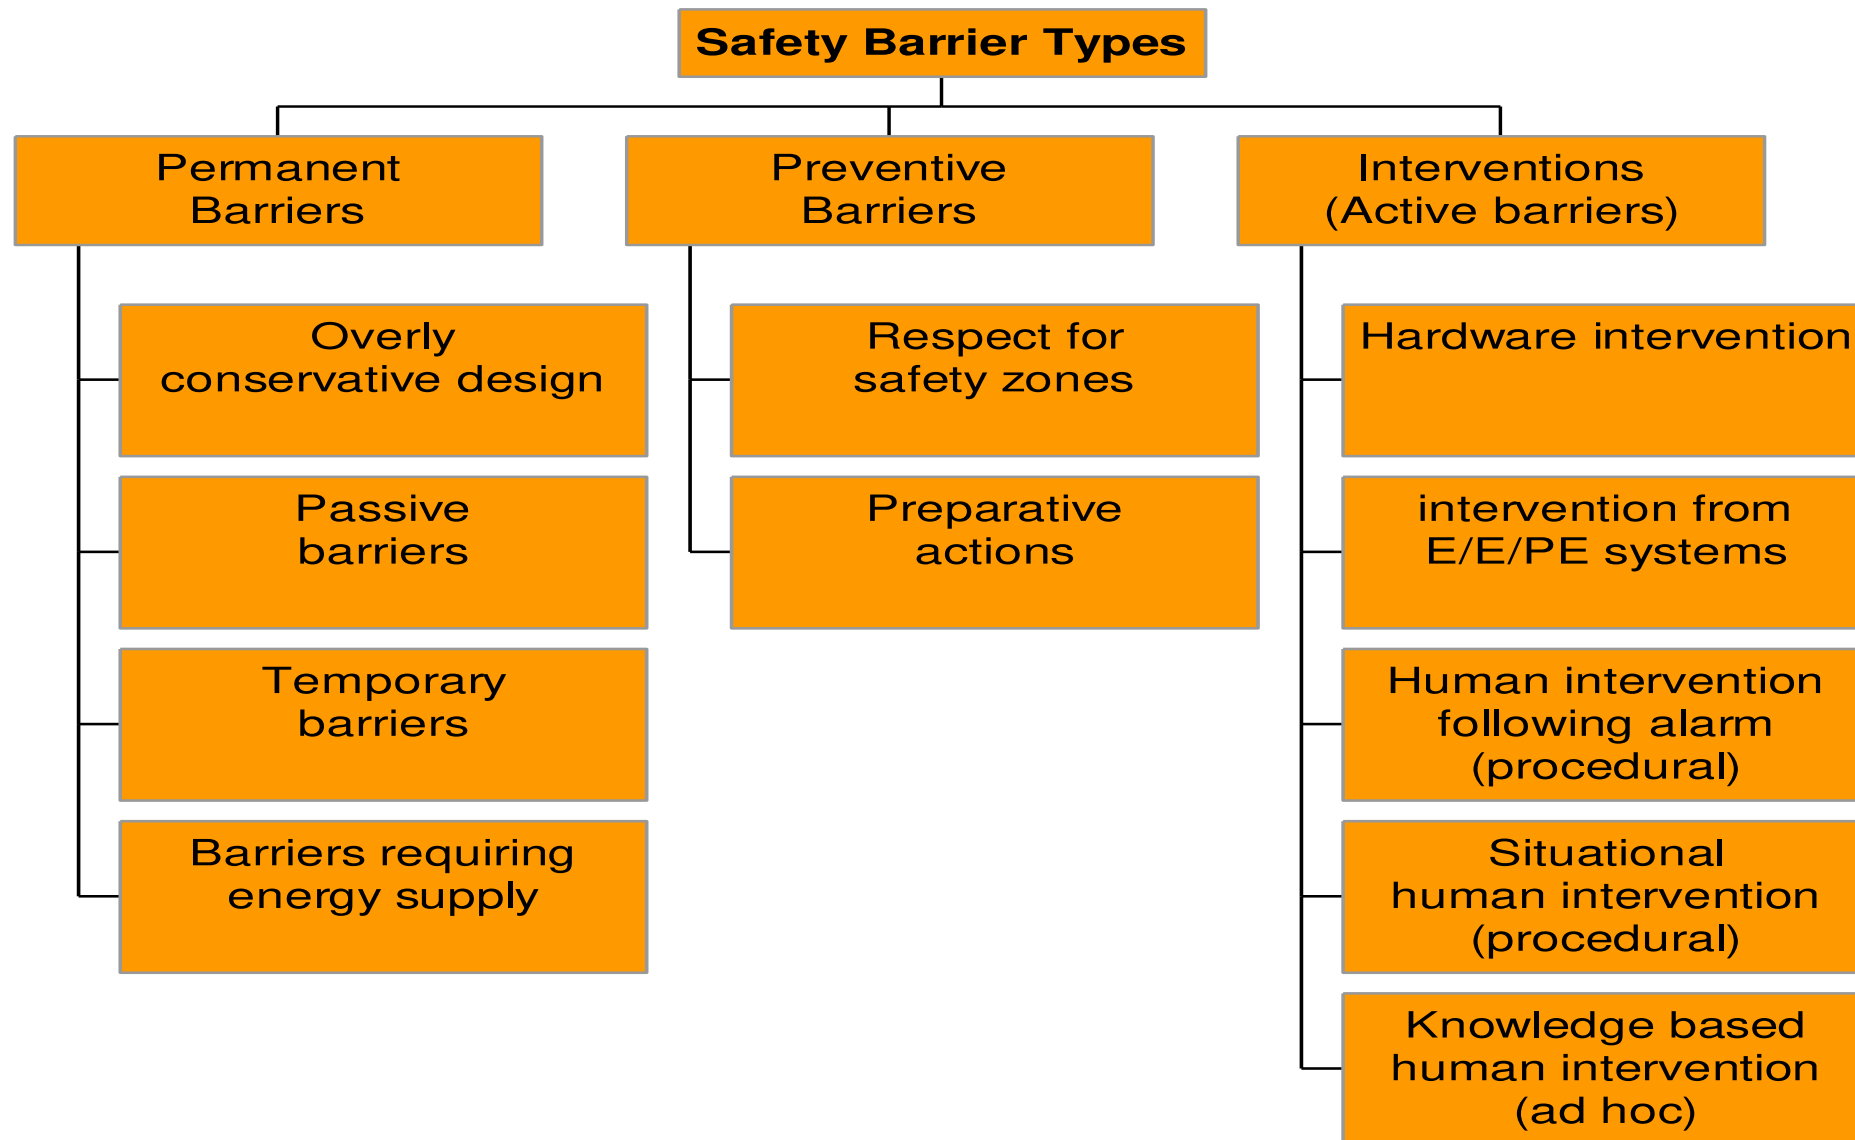 Safety Barrier Types
Permanent
Barriers
Overly
conservative design
Passive
barriers
Temporary
barriers
Barriers requiring
energy supply
Preventive
Barriers
Respect for
safety zones
Preparative
actions
Interventions
(Active barriers)
Hardware intervention
intervention from
E/E/PE systems
Human intervention
following alarm
(procedural)
Situational
human intervention
(procedural)
Knowledge based
human intervention
(ad hoc)